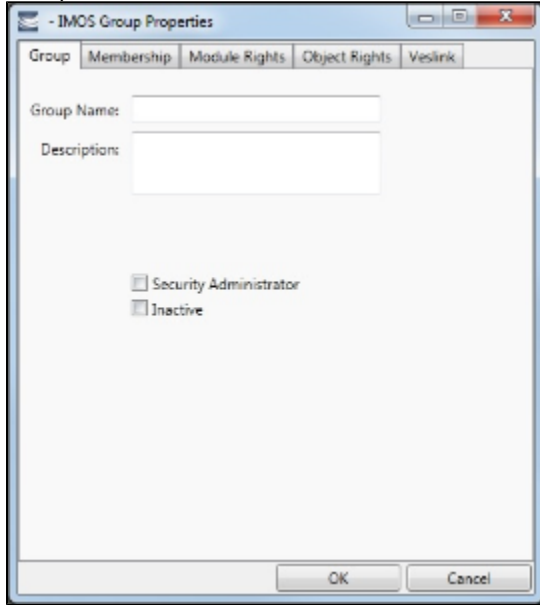 - IMOS Group Properties
Group Membership Module Rights Object Rights Veslink
Group Name:
Description:
Security Administrator
Inactive
OK Cancel